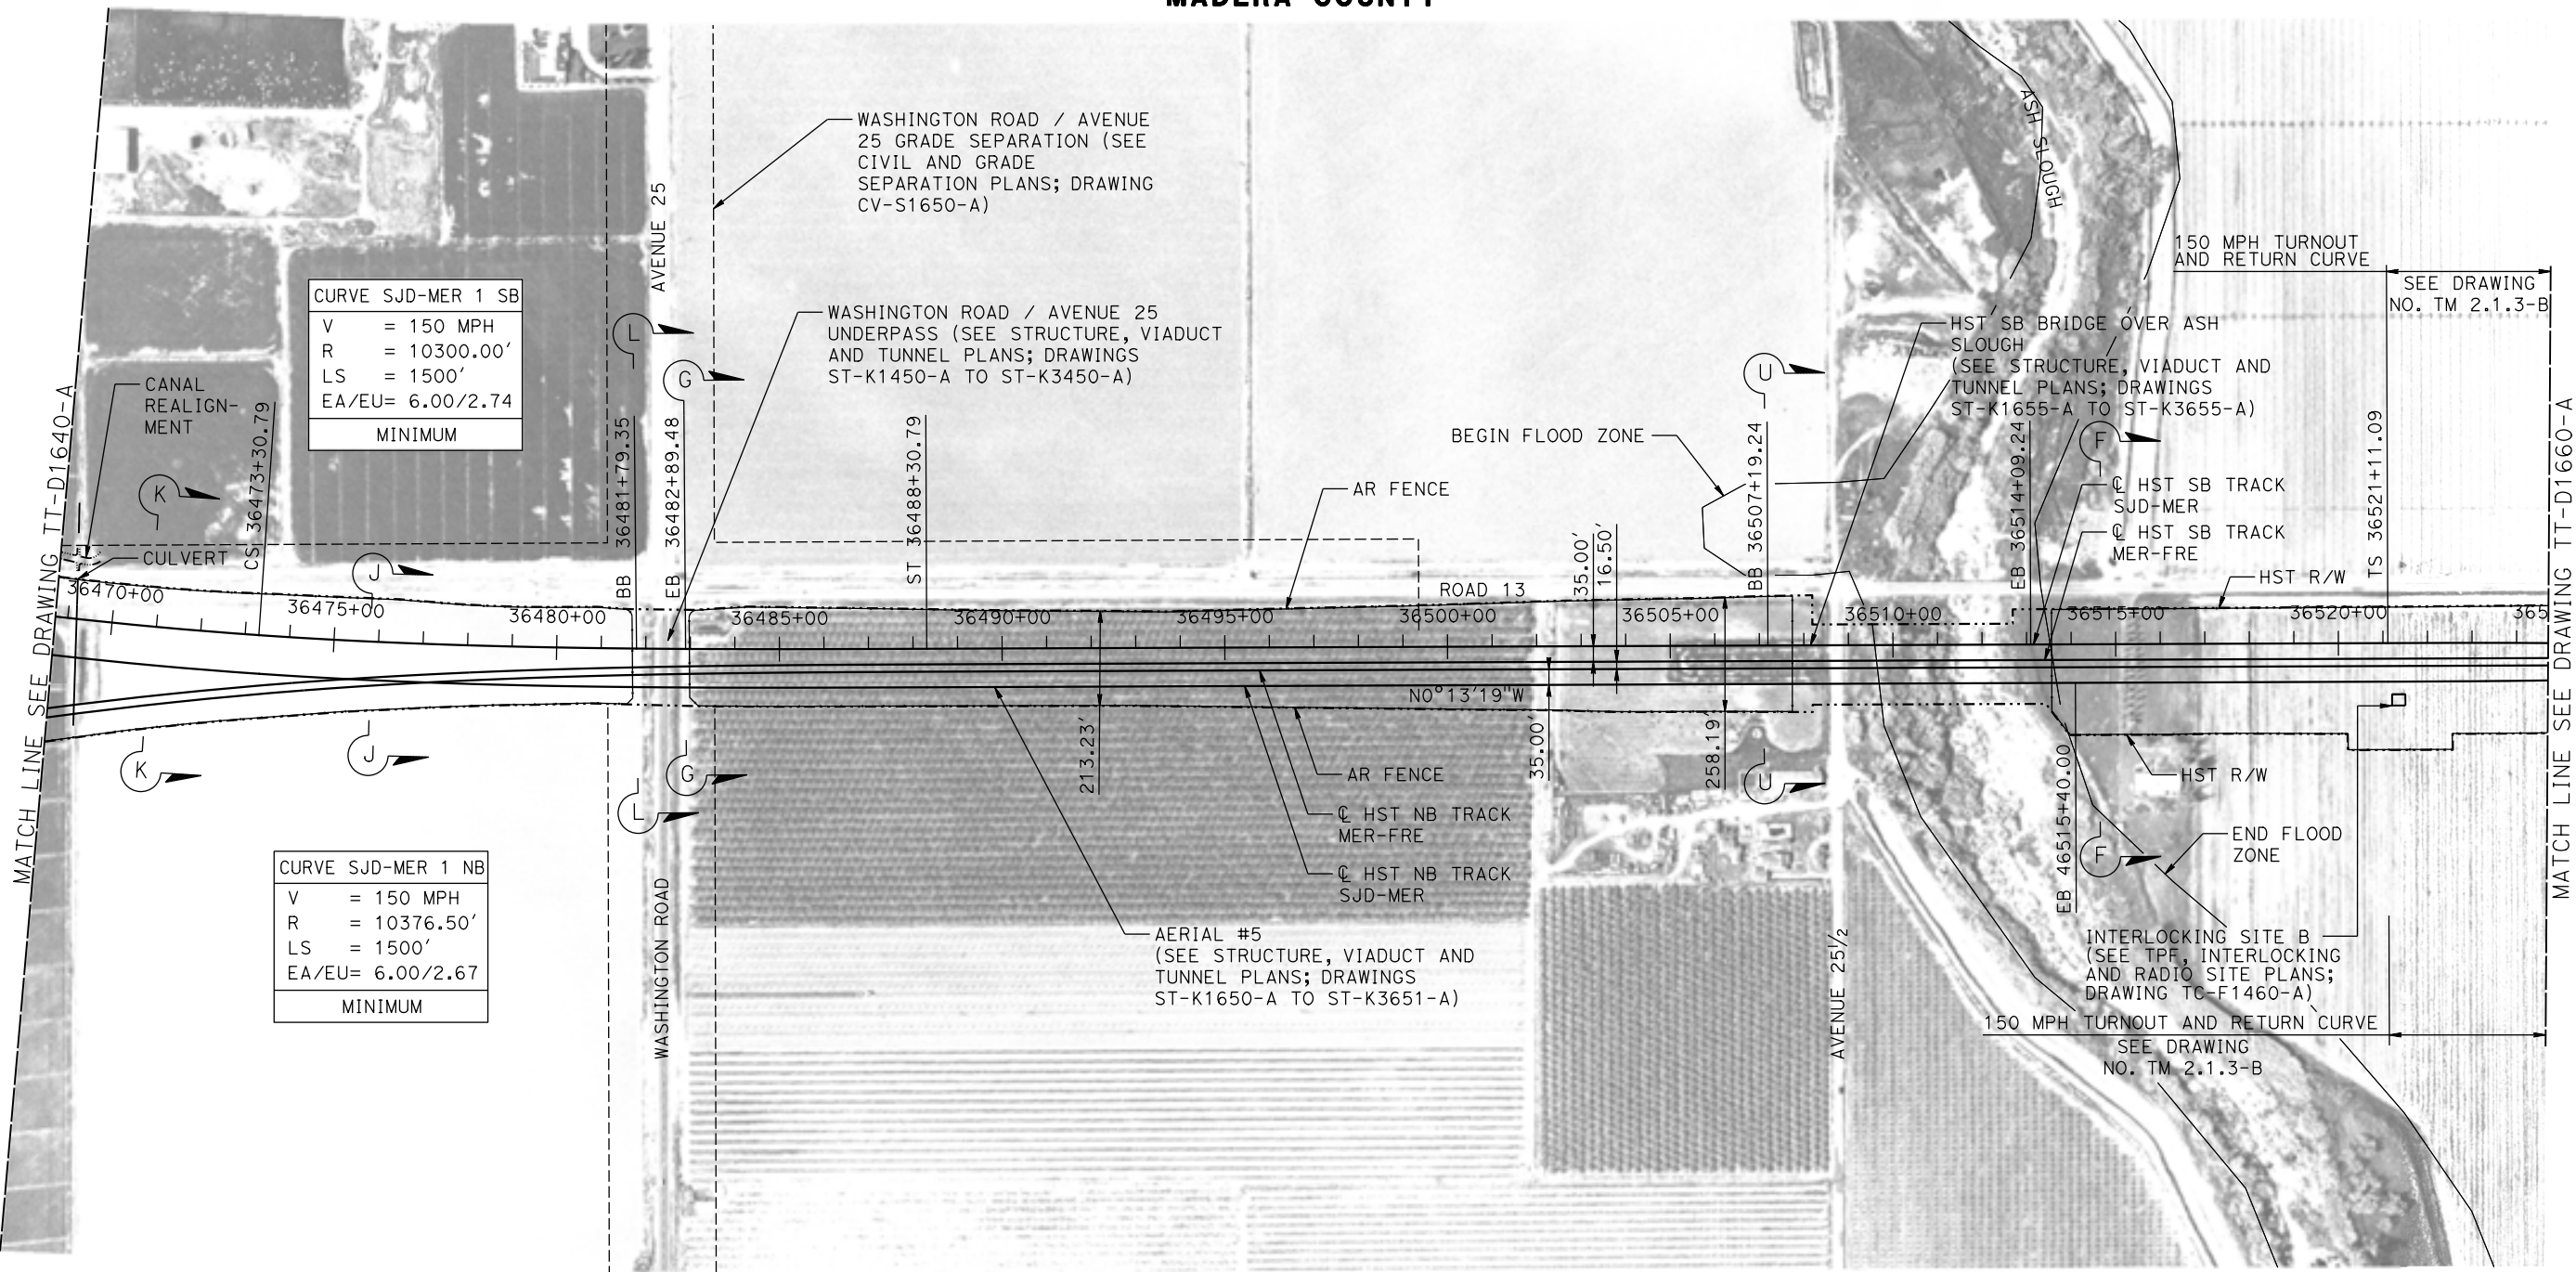 MADERA COUNTY
WASHINGTON ROAD / AVENUE
25 GRADE SEPARATION (SEE
CIVIL AND GRADE
SEPARATION PLANS; DRAWING
CV-S1650-A)
AVENUE 25
ASH SLOUGH
150 MPH TURNOUT
AND RETURN CURVE
SEE DRAWING
NO. TM 2.1.3-B
CURVE SJD-MER 1 SB
V = 150 MPH
R = 10300.00'
LS = 1500'
EA/EU= 6.00/2.74
MINIMUM
WASHINGTON ROAD / AVENUE 25
UNDERPASS (SEE STRUCTURE, VIADUCT
AND TUNNEL PLANS; DRAWINGS
ST-K1450-A TO ST-K3450-A)
HST SB BRIDGE OVER ASH
SLOUGH
(SEE STRUCTURE, VIADUCT AND
TUNNEL PLANS; DRAWINGS
ST-K1655-A TO ST-K3655-A)
L
G
U
F
K
J
CANAL
REALIGN-
MENT
CULVERT
CS 36473+30.79
BB 36481+79.35
EB 36482+89.48
ST 36488+30.79
BEGIN FLOOD ZONE
AR FENCE
35.00'
16.50'
BB 36507+19.24
EB 36514+09.24
TS 36521+11.09
℄ HST SB TRACK
SJD-MER
℄ HST SB TRACK
MER-FRE
HST R/W
MATCH LINE SEE DRAWING TT-D1640-A
MATCH LINE SEE DRAWING TT-D1660-A
ROAD 13
36470+00
36475+00
36480+00
36485+00
36490+00
36495+00
36500+00
36505+00
36510+00
36515+00
36520+00
365
N0°13'19"W
213.23'
35.00'
258.19'
K
J
G
L
U
F
AR FENCE
℄ HST NB TRACK
MER-FRE
℄ HST NB TRACK
SJD-MER
HST R/W
EB 46515+40.00
END FLOOD
ZONE
CURVE SJD-MER 1 NB
V = 150 MPH
R = 10376.50'
LS = 1500'
EA/EU= 6.00/2.67
MINIMUM
WASHINGTON ROAD
AERIAL #5
(SEE STRUCTURE, VIADUCT AND
TUNNEL PLANS; DRAWINGS
ST-K1650-A TO ST-K3651-A)
AVENUE 25½
INTERLOCKING SITE B
(SEE TPF, INTERLOCKING
AND RADIO SITE PLANS;
DRAWING TC-F1460-A)
150 MPH TURNOUT AND RETURN CURVE
SEE DRAWING
NO. TM 2.1.3-B